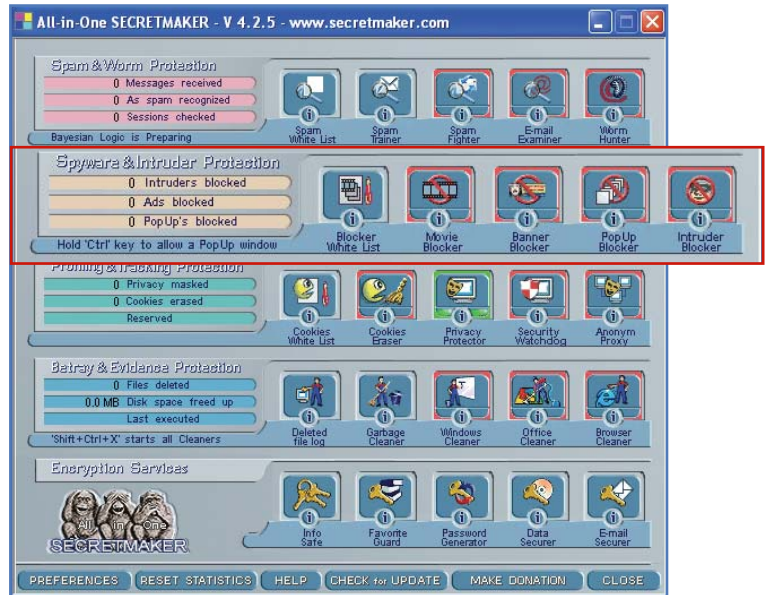 All-in-One SECRETMAKER - V 4.2.5 - www.secretmaker.com
Spam & Worm Protection
0 Messages received
0 As spam recognized
0 Sessions checked
Bayesian Logic is Preparing
Spam White List
Spam Trainer
Spam Fighter
E-mail Examiner
Worm Hunter
Spyware & Intruder Protection
0 Intruders blocked
0 Ads blocked
0 PopUp's blocked
Hold 'Ctrl' key to allow a PopUp window
Blocker White List
Movie Blocker
Banner Blocker
PopUp Blocker
Intruder Blocker
Profiling & Tracking Protection
0 Privacy masked
0 Cookies erased
Reserved
Cookies White List
Cookies Eraser
Privacy Protector
Security Watchdog
Anonym Proxy
Betray & Evidence Protection
0 Files deleted
0.0 MB Disk space freed up
Last executed
'Shift+Ctrl+X' starts all Cleaners
Deleted file log
Garbage Cleaner
Windows Cleaner
Office Cleaner
Browser Cleaner
Encryption Services
All in One
SECRETMAKER
Info Safe
Favorite Guard
Password Generator
Data Securer
E-mail Securer
PREFERENCES
RESET STATISTICS
HELP
CHECK for UPDATE
MAKE DONATION
CLOSE